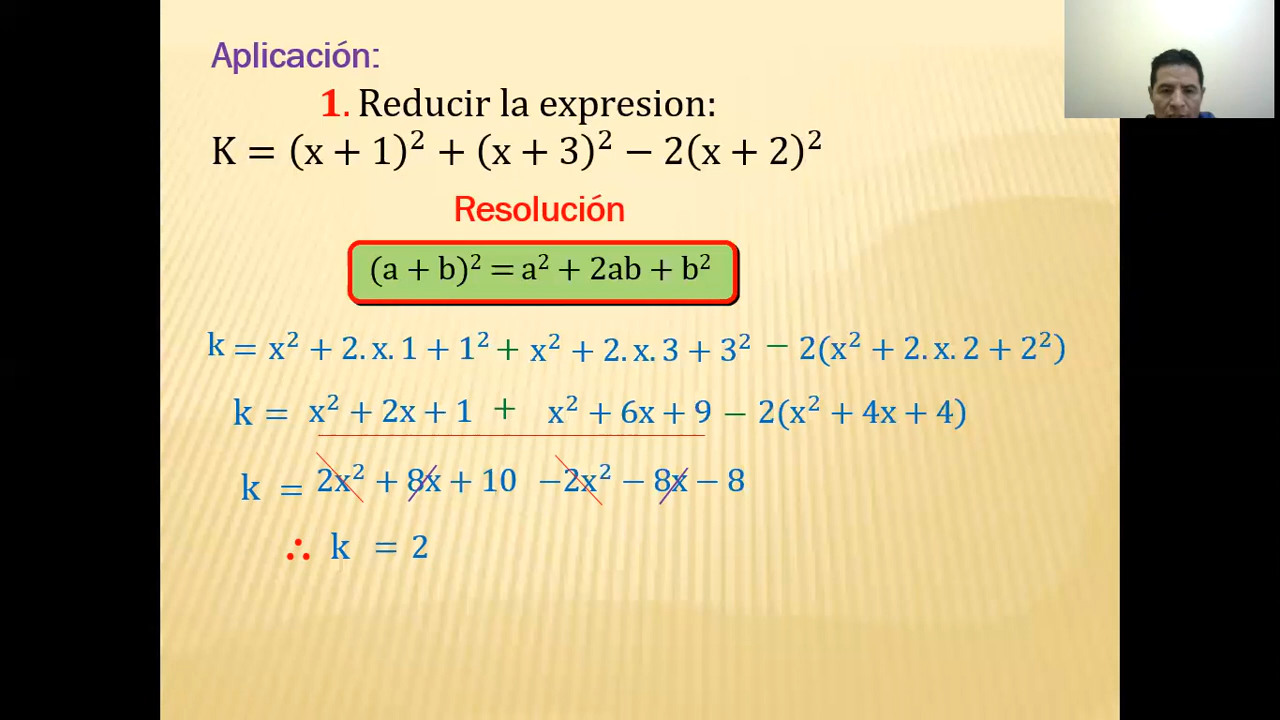 Aplicación:
1. Reducir la expresion:
K = (x + 1)² + (x + 3)² − 2(x + 2)²
Resolución
(a + b)² = a² + 2ab + b²
k = x² + 2. x. 1 + 1² + x² + 2. x. 3 + 3² − 2(x² + 2. x. 2 + 2²)
k = x² + 2x + 1 + x² + 6x + 9 − 2(x² + 4x + 4)
k = 2x² + 8x + 10 −2x² − 8x − 8
∴ k = 2